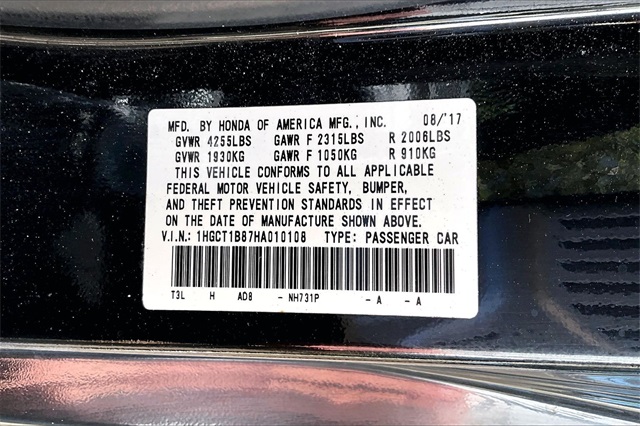 MFD. BY HONDA OF AMERICA MFG., INC. 08/'17
GVWR 4255LBS GAWR F 2315LBS R 2006LBS
GVWR 1930KG GAWR F 1050KG R 910KG
THIS VEHICLE CONFORMS TO ALL APPLICABLE
FEDERAL MOTOR VEHICLE SAFETY, BUMPER,
AND THEFT PREVENTION STANDARDS IN EFFECT
ON THE DATE OF MANUFACTURE SHOWN ABOVE.
V.I.N.: 1HGCT1B87HA010108 TYPE: PASSENGER CAR
T3L H AD8 - NH731P - A - A